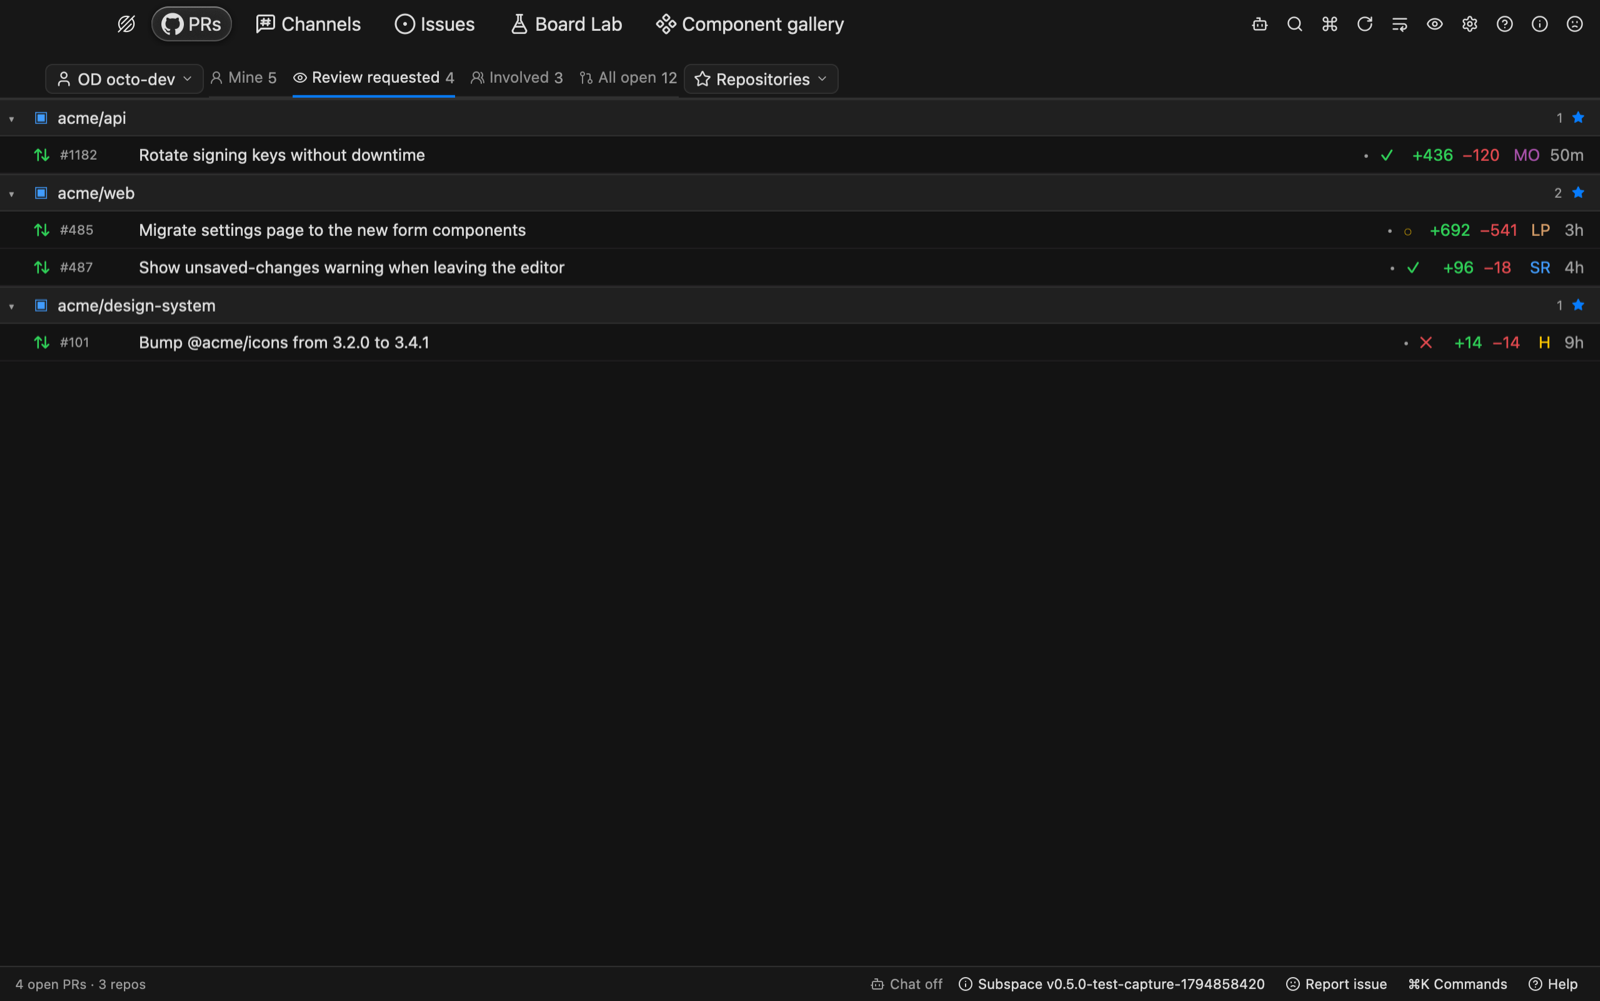 PRs Channels Issues Board Lab Component gallery
OD octo-dev Mine 5 Review requested 4 Involved 3 All open 12 Repositories
acme/api 1
#1182 Rotate signing keys without downtime +436 −120 MO 50m
acme/web 2
#485 Migrate settings page to the new form components +692 −541 LP 3h
#487 Show unsaved-changes warning when leaving the editor +96 −18 SR 4h
acme/design-system 1
#101 Bump @acme/icons from 3.2.0 to 3.4.1 +14 −14 H 9h
4 open PRs · 3 repos Chat off Subspace v0.5.0-test-capture-1794858420 Report issue ⌘K Commands Help